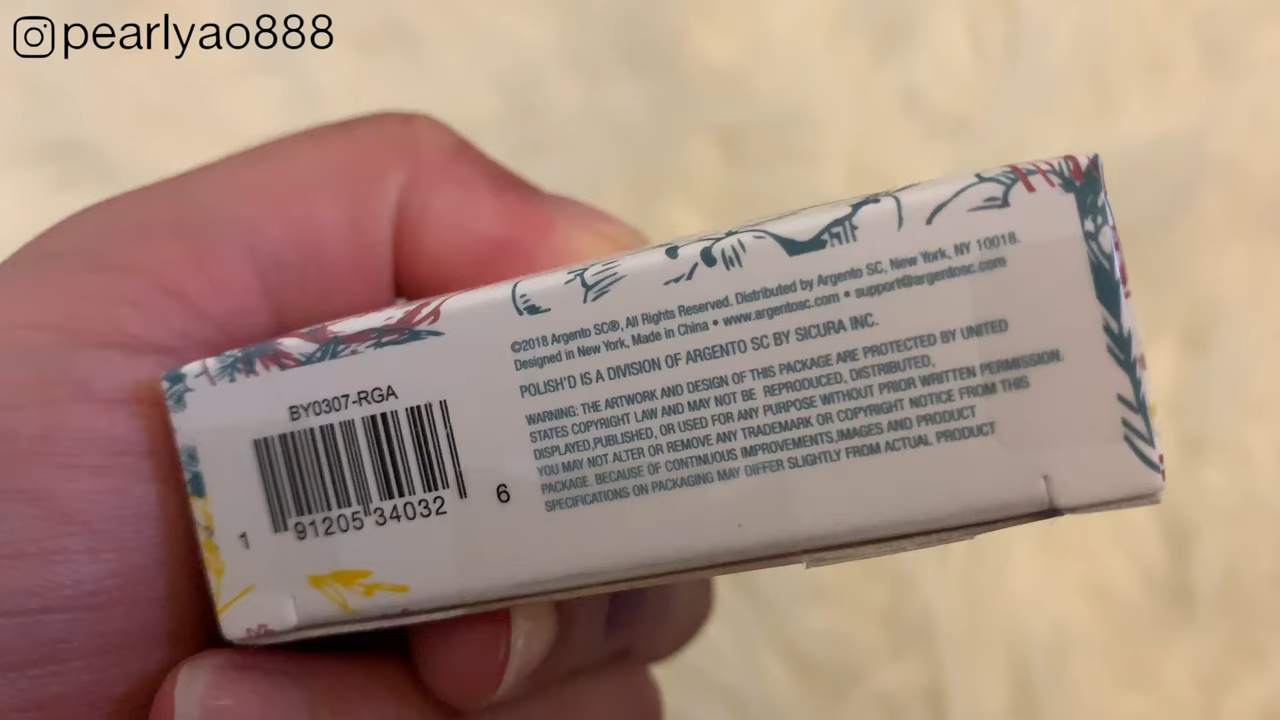 pearlyao888
©2018 Argento SC®, All Rights Reserved. Distributed by Argento SC, New York, NY 10018.
Designed in New York, Made in China • www.argentosc.com • support@argentosc.com
POLISH'D IS A DIVISION OF ARGENTO SC BY SICURA INC.
WARNING: THE ARTWORK AND DESIGN OF THIS PACKAGE ARE PROTECTED BY UNITED
STATES COPYRIGHT LAW AND MAY NOT BE REPRODUCED, DISTRIBUTED,
DISPLAYED,PUBLISHED, OR USED FOR ANY PURPOSE WITHOUT PRIOR WRITTEN PERMISSION.
YOU MAY NOT ALTER OR REMOVE ANY TRADEMARK OR COPYRIGHT NOTICE FROM THIS
PACKAGE. BECAUSE OF CONTINUOUS IMPROVEMENTS,IMAGES AND PRODUCT
SPECIFICATIONS ON PACKAGING MAY DIFFER SLIGHTLY FROM ACTUAL PRODUCT
BY0307-RGA
1 91205 34032 6